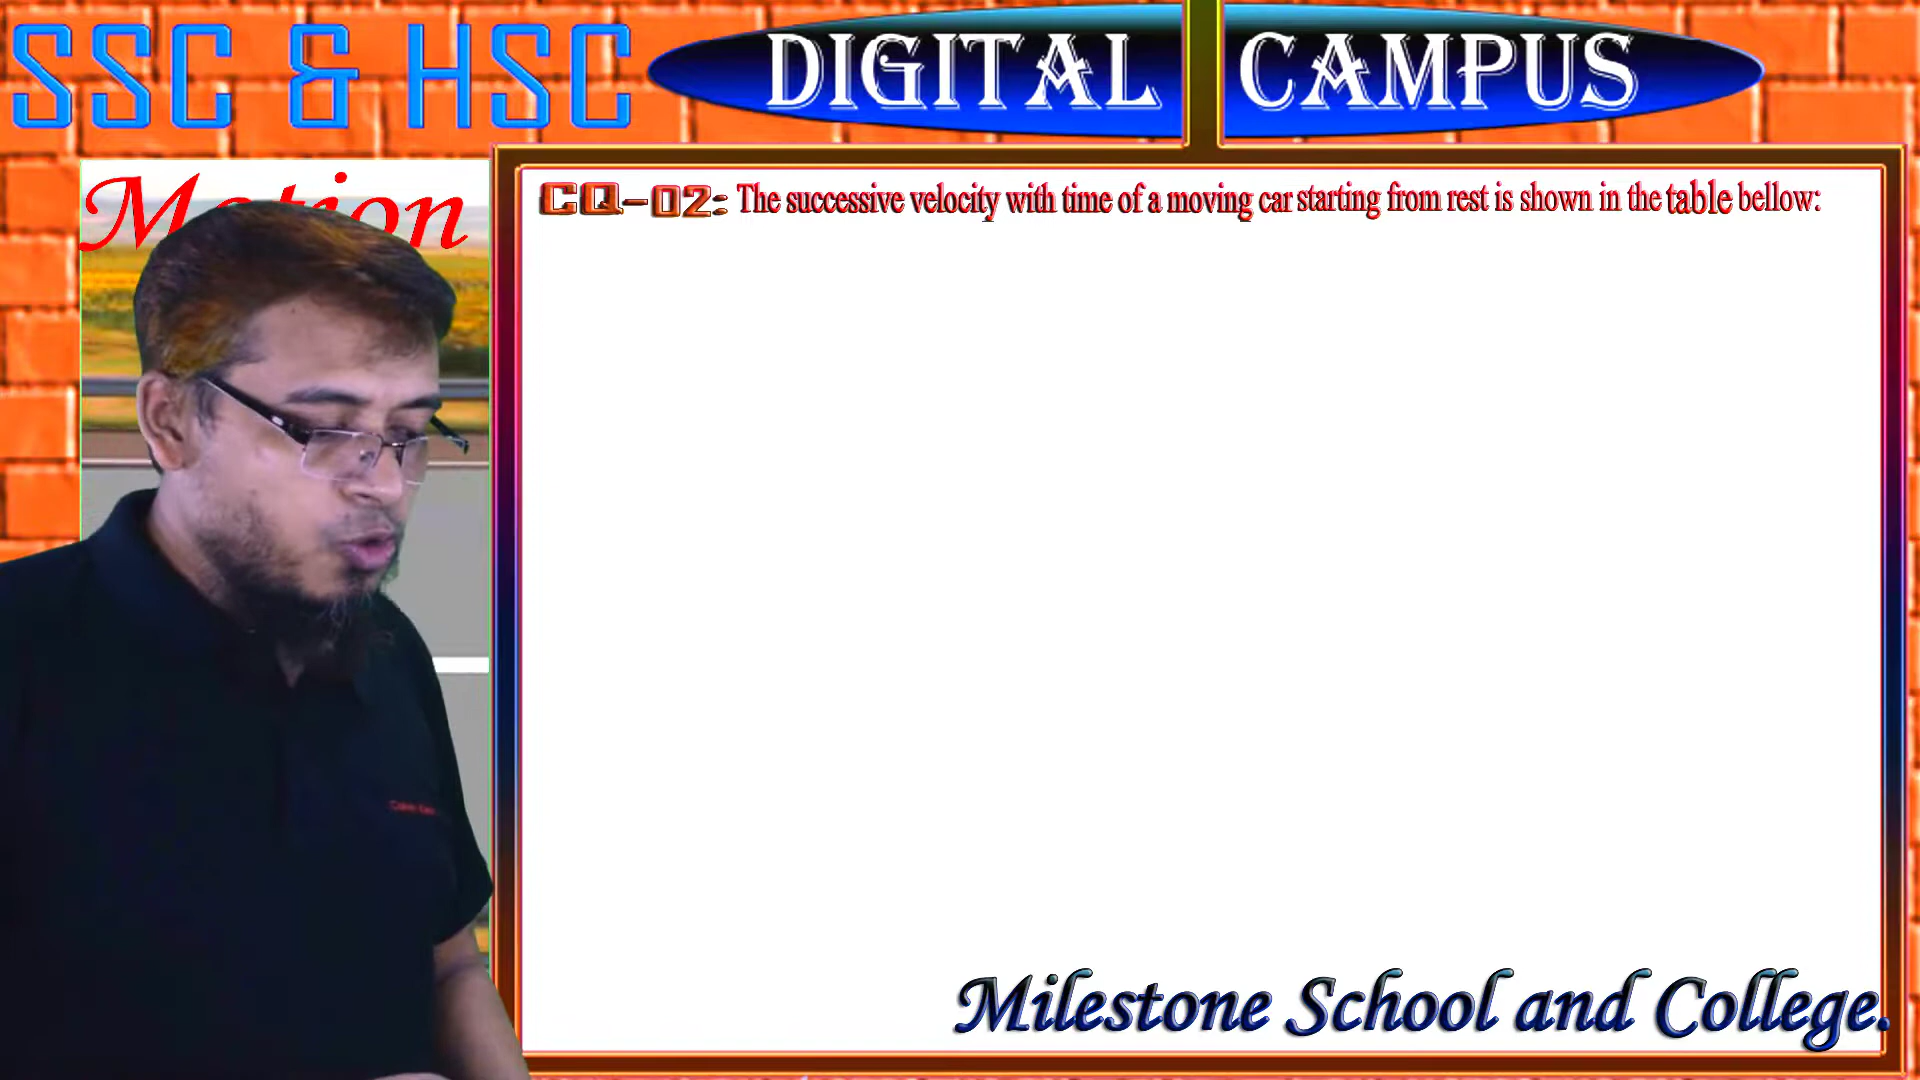 SSC & HSC DIGITAL CAMPUS
Motion
CQ-02: The successive velocity with time of a moving car starting from rest is shown in the table bellow:
Milestone School and College.